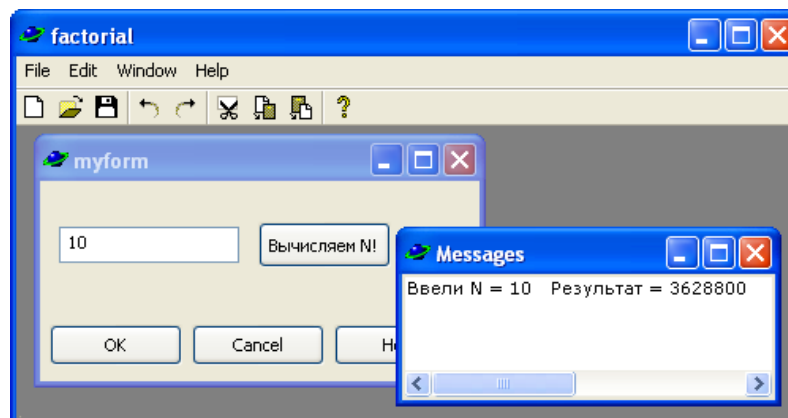 factorial
File Edit Window Help
myform
10
Вычисляем N!
Messages
Ввели N = 10 Результат = 3628800
OK
Cancel